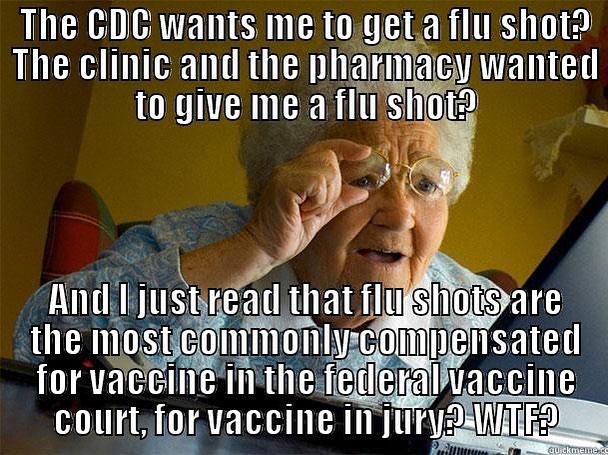 The CDC wants me to get a flu shot?
The clinic and the pharmacy wanted
to give me a flu shot?
And I just read that flu shots are
the most commonly compensated
for vaccine in the federal vaccine
court, for vaccine in jury? WTF?
quickmeme.c